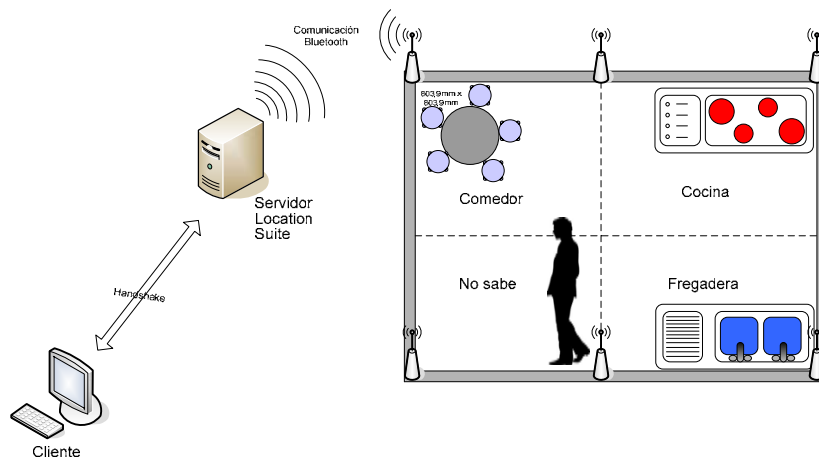 Comunicación
Bluetooth
603,9mm x
603,9mm
Comedor
Cocina
Servidor
Location
Suite
Handshake
No sabe
Fregadera
Cliente